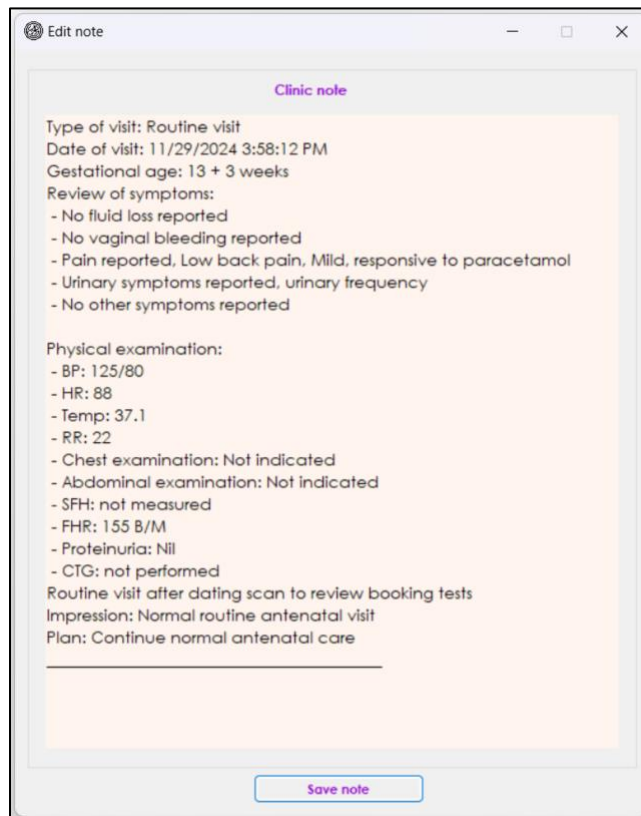 Edit note
Clinic note
Type of visit: Routine visit
Date of visit: 11/29/2024 3:58:12 PM
Gestational age: 13 + 3 weeks
Review of symptoms:
- No fluid loss reported
- No vaginal bleeding reported
- Pain reported, Low back pain, Mild, responsive to paracetamol
- Urinary symptoms reported, urinary frequency
- No other symptoms reported
Physical examination:
- BP: 125/80
- HR: 88
- Temp: 37.1
- RR: 22
- Chest examination: Not indicated
- Abdominal examination: Not indicated
- SFH: not measured
- FHR: 155 B/M
- Proteinuria: Nil
- CTG: not performed
Routine visit after dating scan to review booking tests
Impression: Normal routine antenatal visit
Plan: Continue normal antenatal care
Save note